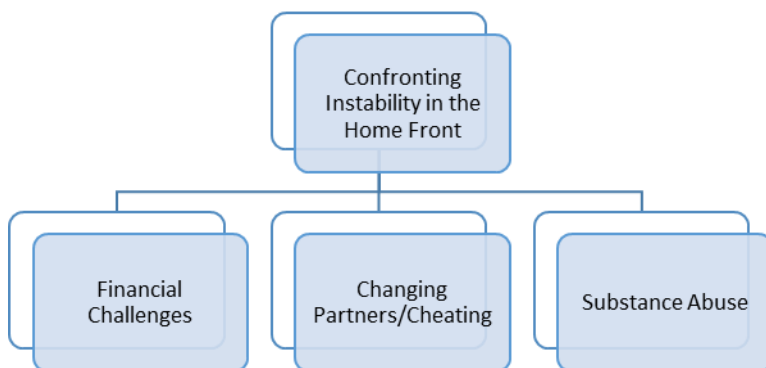 Confronting
Instability in the
Home Front
Financial
Challenges
Changing
Partners/Cheating
Substance Abuse